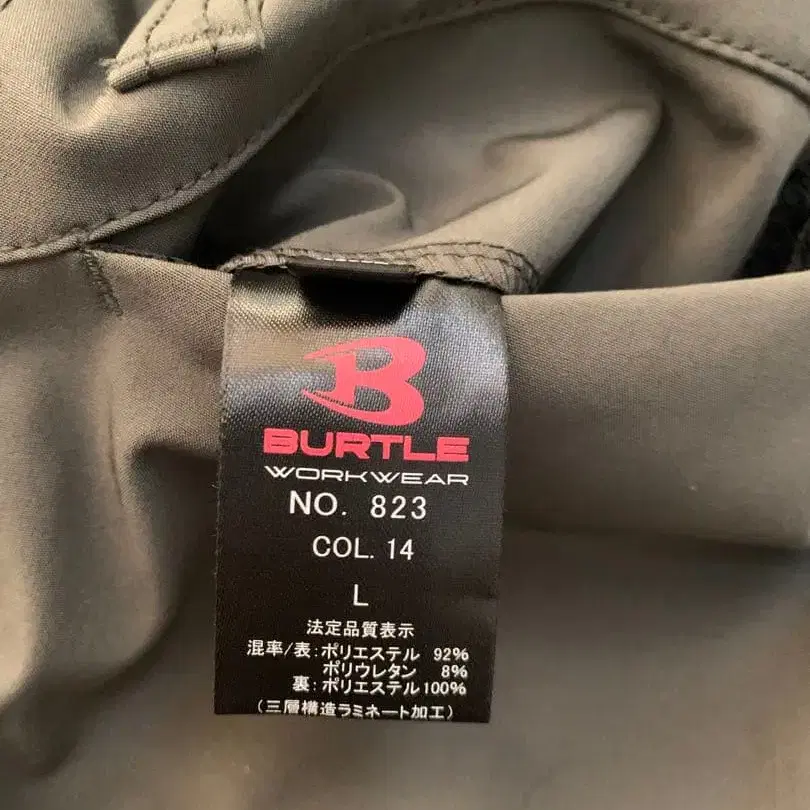 BURTLE
WORKWEAR
NO. 823
COL. 14
L
法定品質表示
混率/表:ポリエステル 92%
ポリウレタン 8%
裏:ポリエステル100%
(三層構造ラミネート加工)